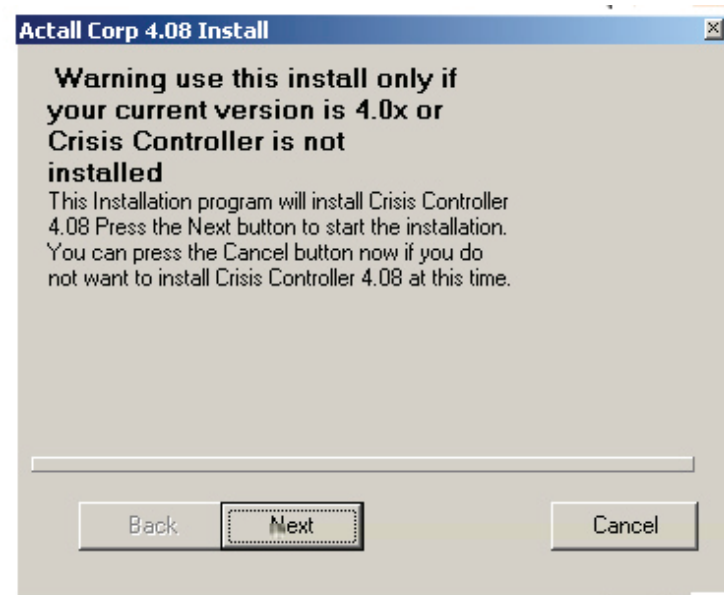 Actall Corp 4.08 Install
Warning use this install only if
your current version is 4.0x or
Crisis Controller is not
installed
This Installation program will install Crisis Controller
4.08 Press the Next button to start the installation.
You can press the Cancel button now if you do
not want to install Crisis Controller 4.08 at this time.
Back Next Cancel